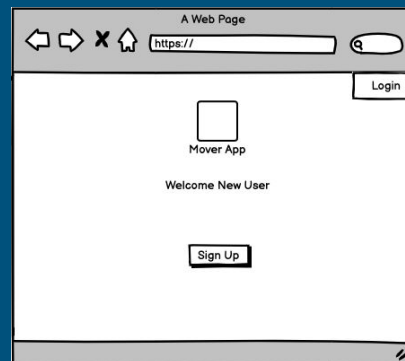 A Web Page
https://
Login
Mover App
Welcome New User
Sign Up